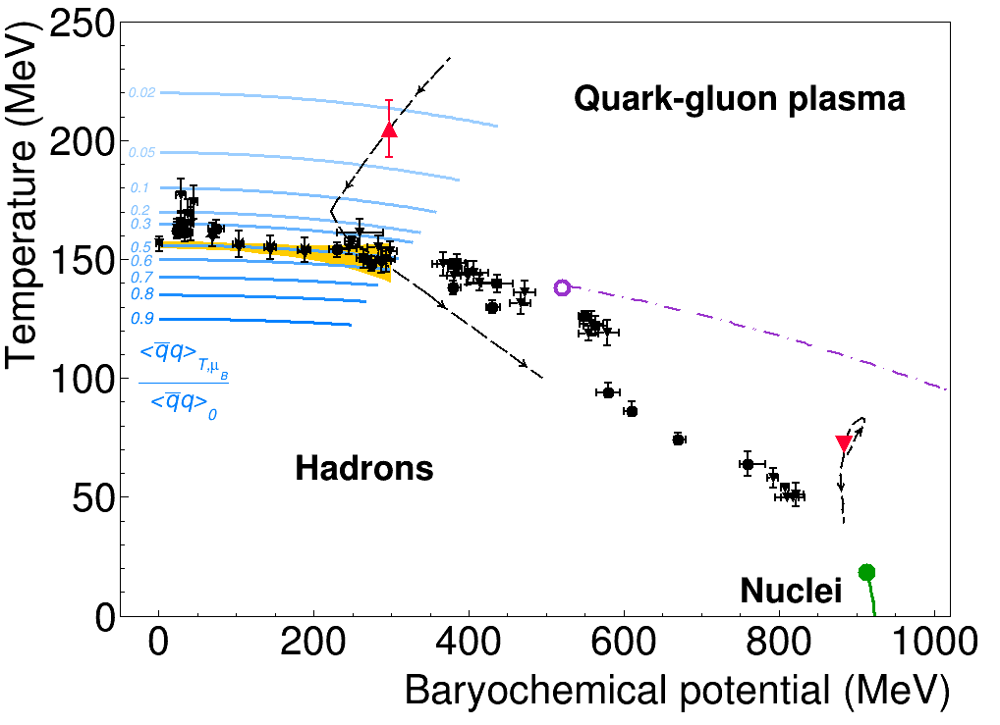 Temperature (MeV)
250
200
150
100
50
0
0.02
0.05
0.1
0.2
0.3
0.5
0.6
0.7
0.8
0.9
<q̅q>T,μB
<q̅q>0
Quark-gluon plasma
Hadrons
Nuclei
0 200 400 600 800 1000
Baryochemical potential (MeV)